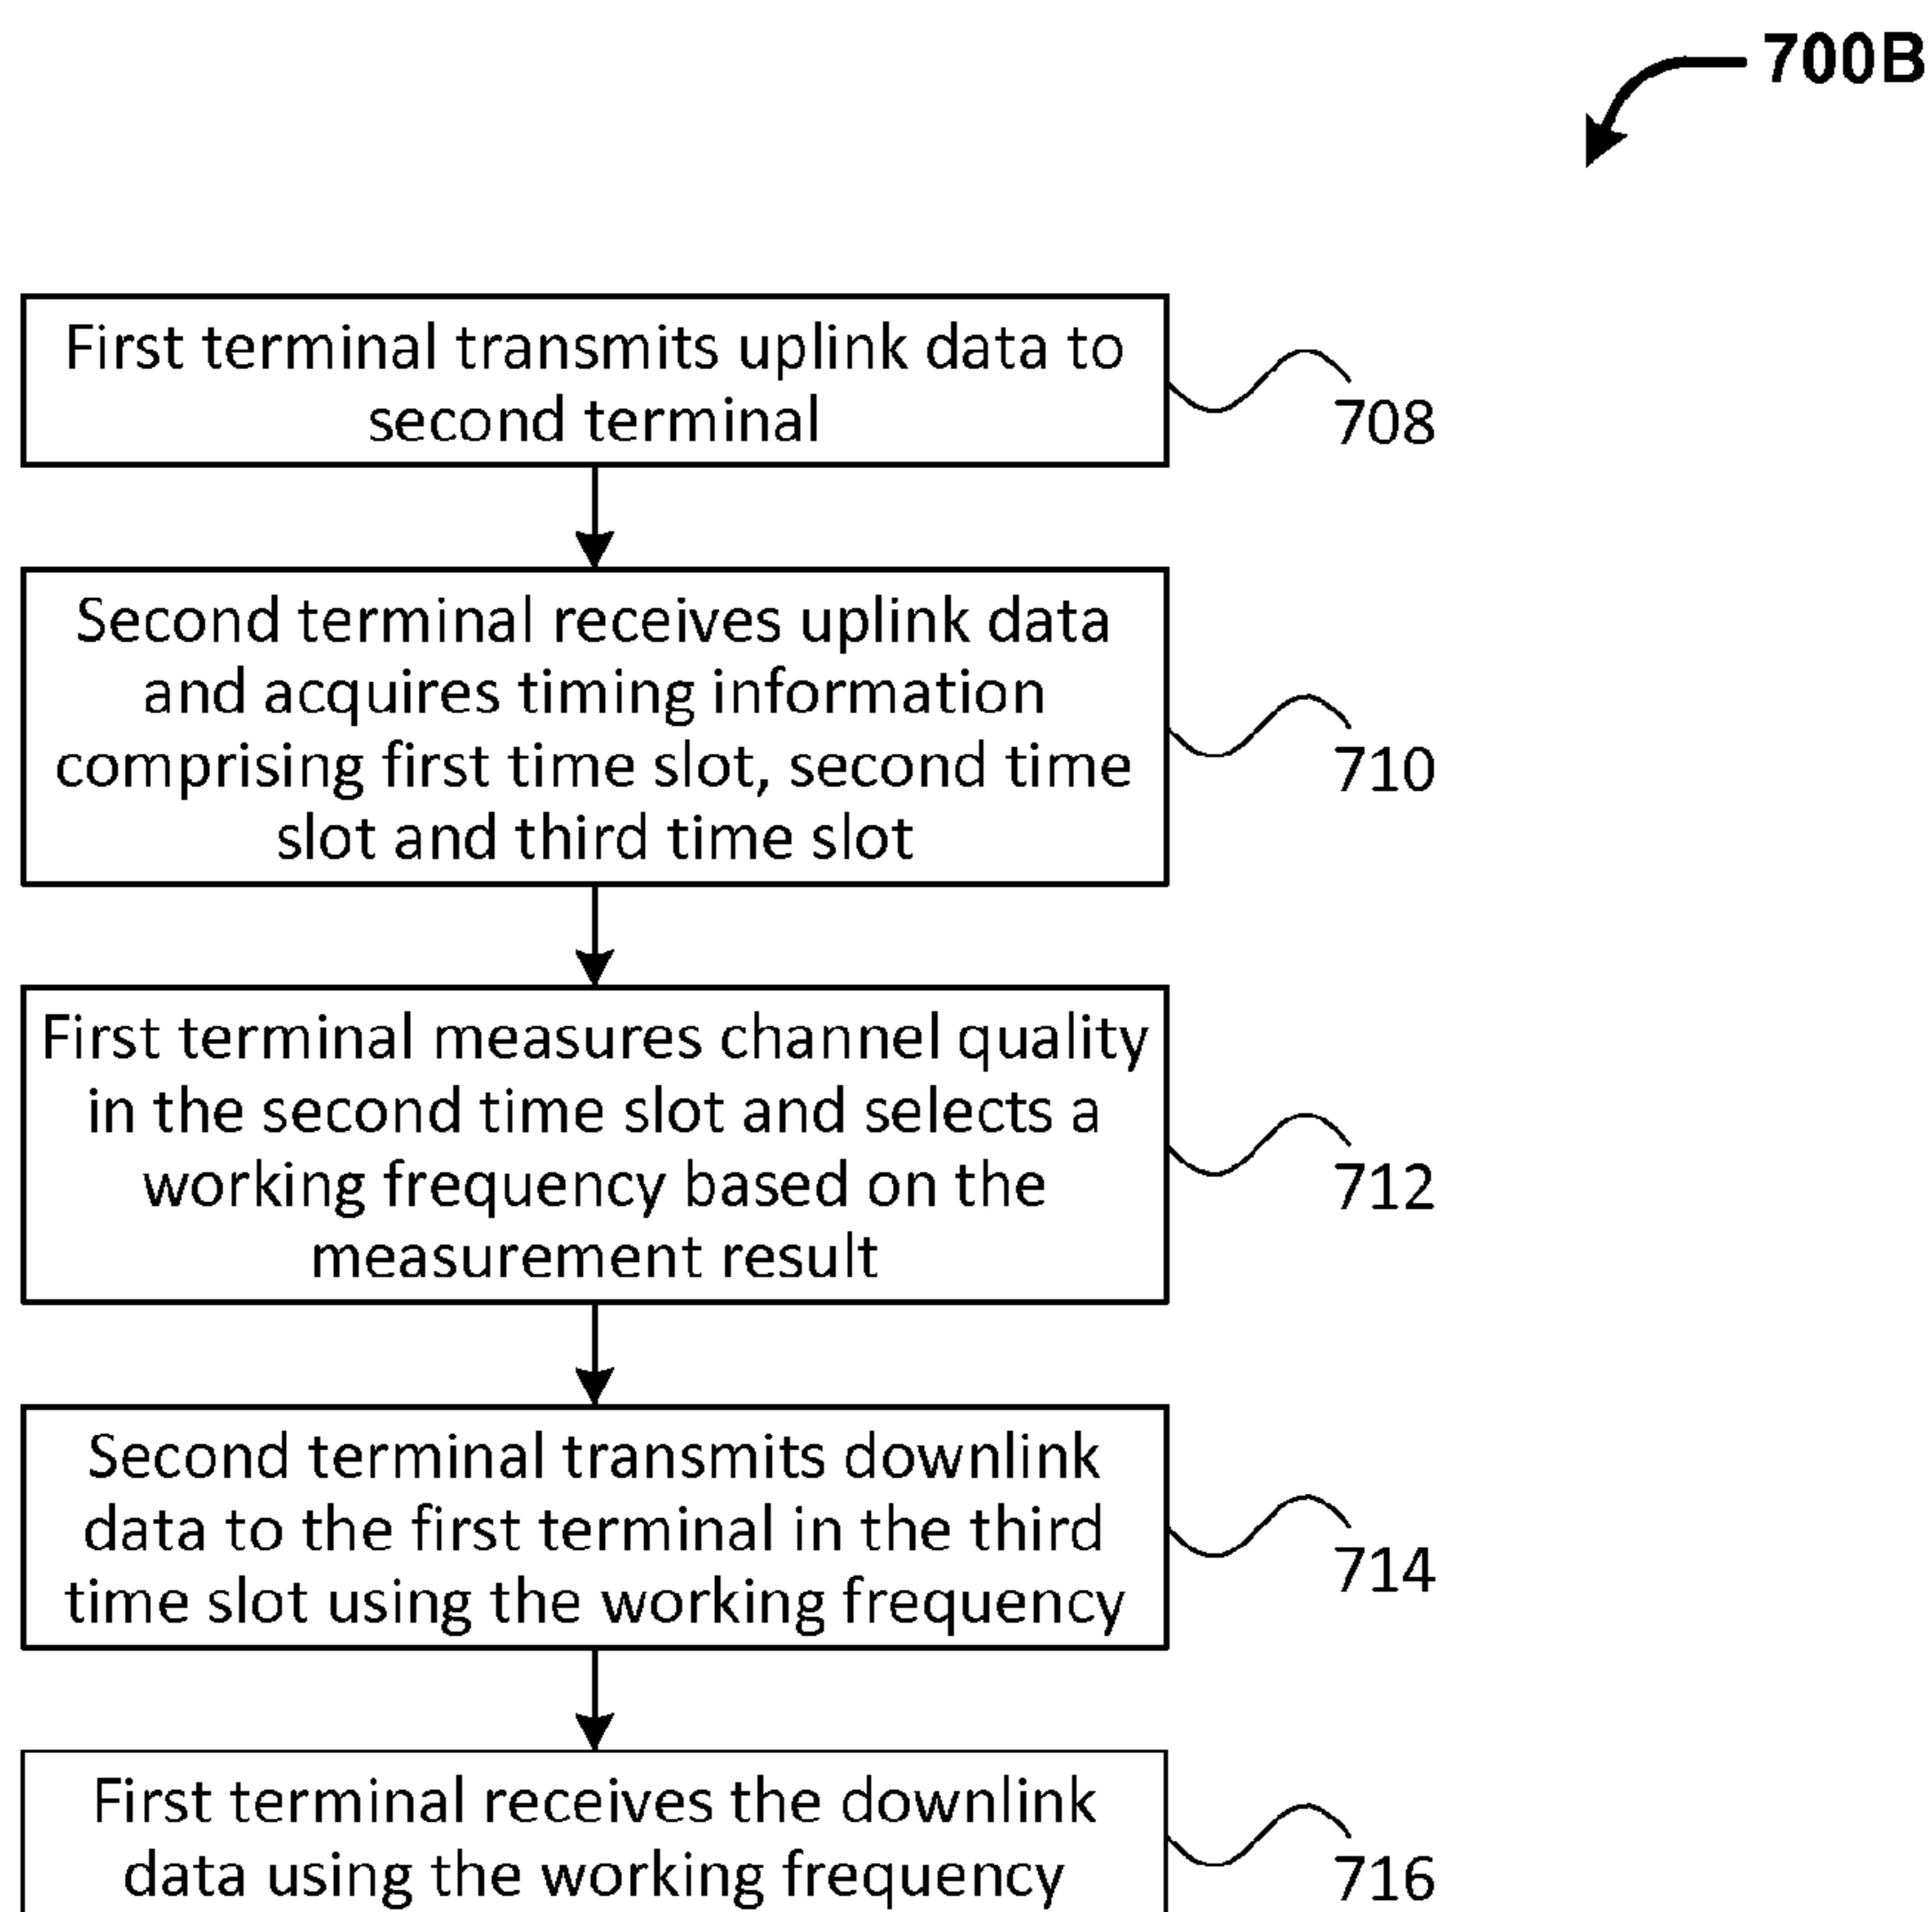 700B
First terminal transmits uplink data to
second terminal
708
Second terminal receives uplink data
and acquires timing information
comprising first time slot, second time
slot and third time slot
710
First terminal measures channel quality
in the second time slot and selects a
working frequency based on the
measurement result
712
Second terminal transmits downlink
data to the first terminal in the third
time slot using the working frequency
714
First terminal receives the downlink
data using the working frequency
716